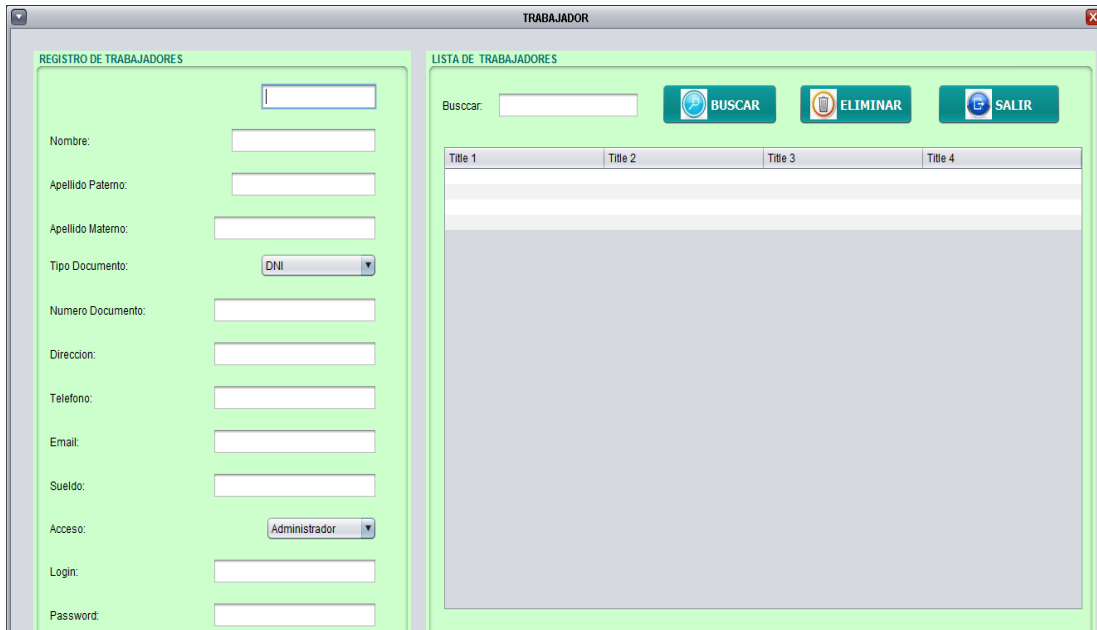 TRABAJADOR
REGISTRO DE TRABAJADORES
Nombre:
Apellido Paterno:
Apellido Materno:
Tipo Documento: DNI
Numero Documento:
Direccion:
Telefono:
Email:
Sueldo:
Acceso: Administrador
Login:
Password:
LISTA DE TRABAJADORES
Busccar: BUSCAR ELIMINAR SALIR
Title 1 Title 2 Title 3 Title 4